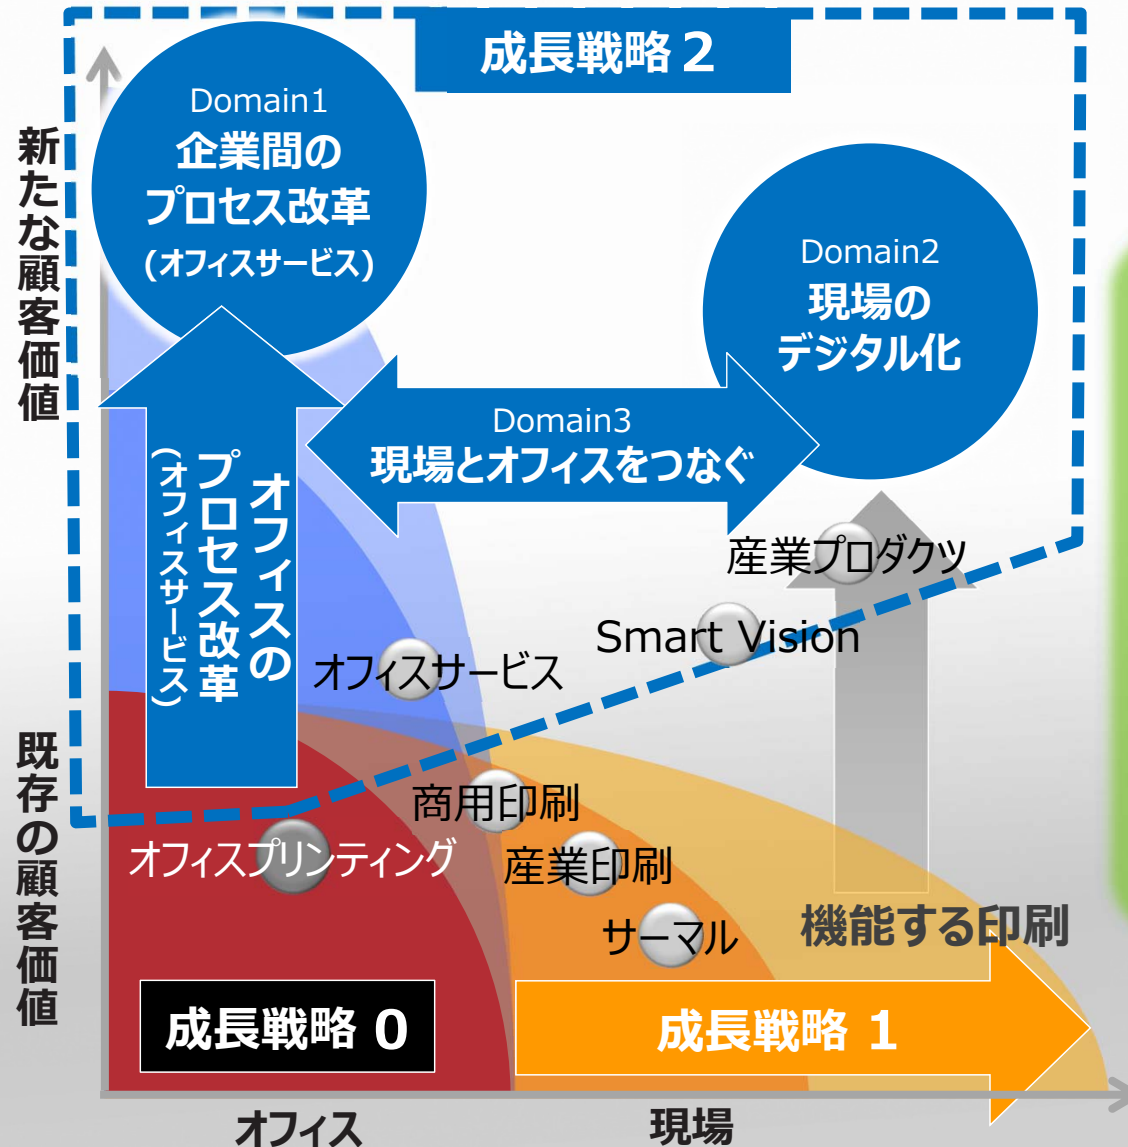 成長戦略２
Domain1
企業間の
プロセス改革
(オフィスサービス)
新たな顧客価値
Domain2
現場の
デジタル化
Domain3
現場とオフィスをつなぐ
オフィスの
プロセス改革
(オフィスサービス)
産業プロダクツ
Smart Vision
オフィスサービス
既存の顧客価値
商用印刷
オフィスプリンティング
産業印刷
サーマル
機能する印刷
成長戦略 0
成長戦略 1
オフィス
現場